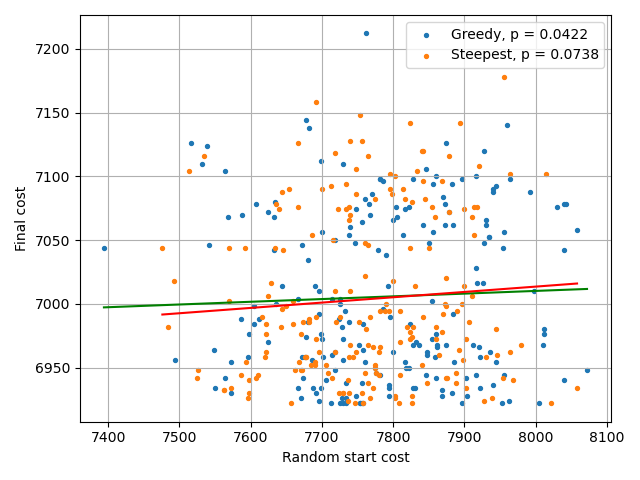 Greedy, p = 0.0422
Steepest, p = 0.0738
7200
7150
7100
7050
7000
6950
Final cost
7400 7500 7600 7700 7800 7900 8000 8100
Random start cost